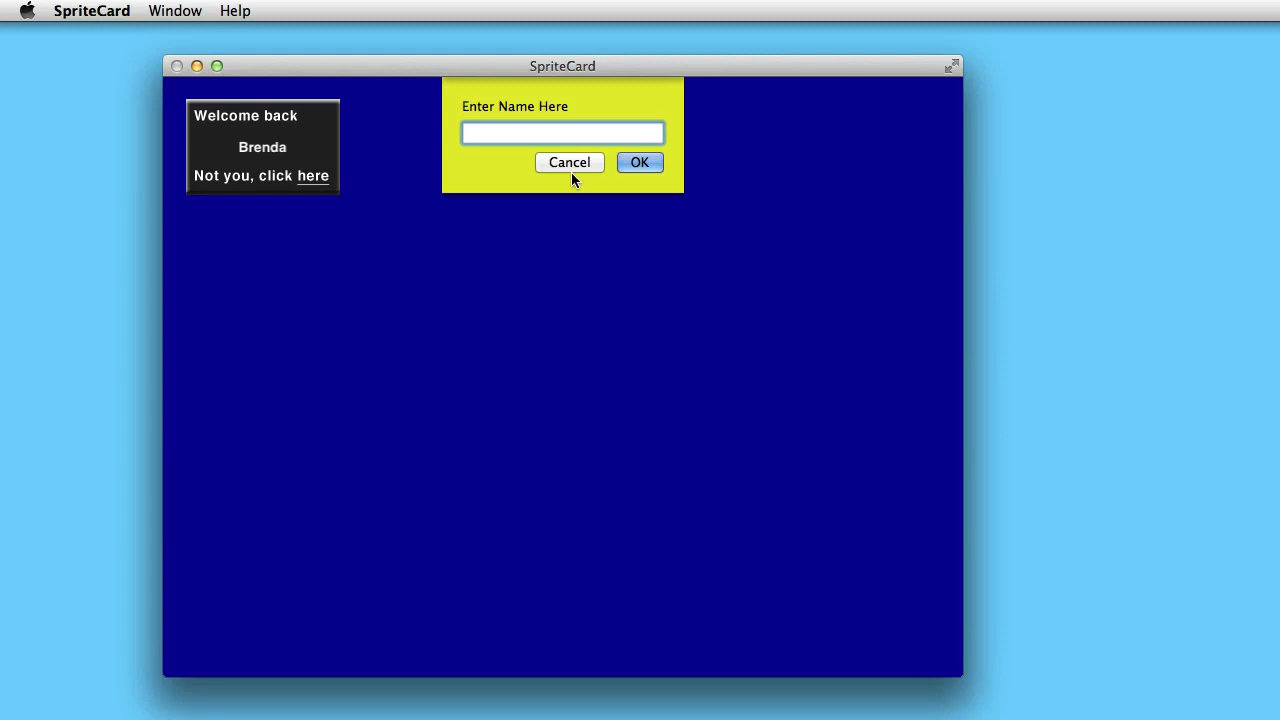 SpriteCard Window Help
SpriteCard
Welcome back
Brenda
Not you, click here
Enter Name Here
Cancel OK